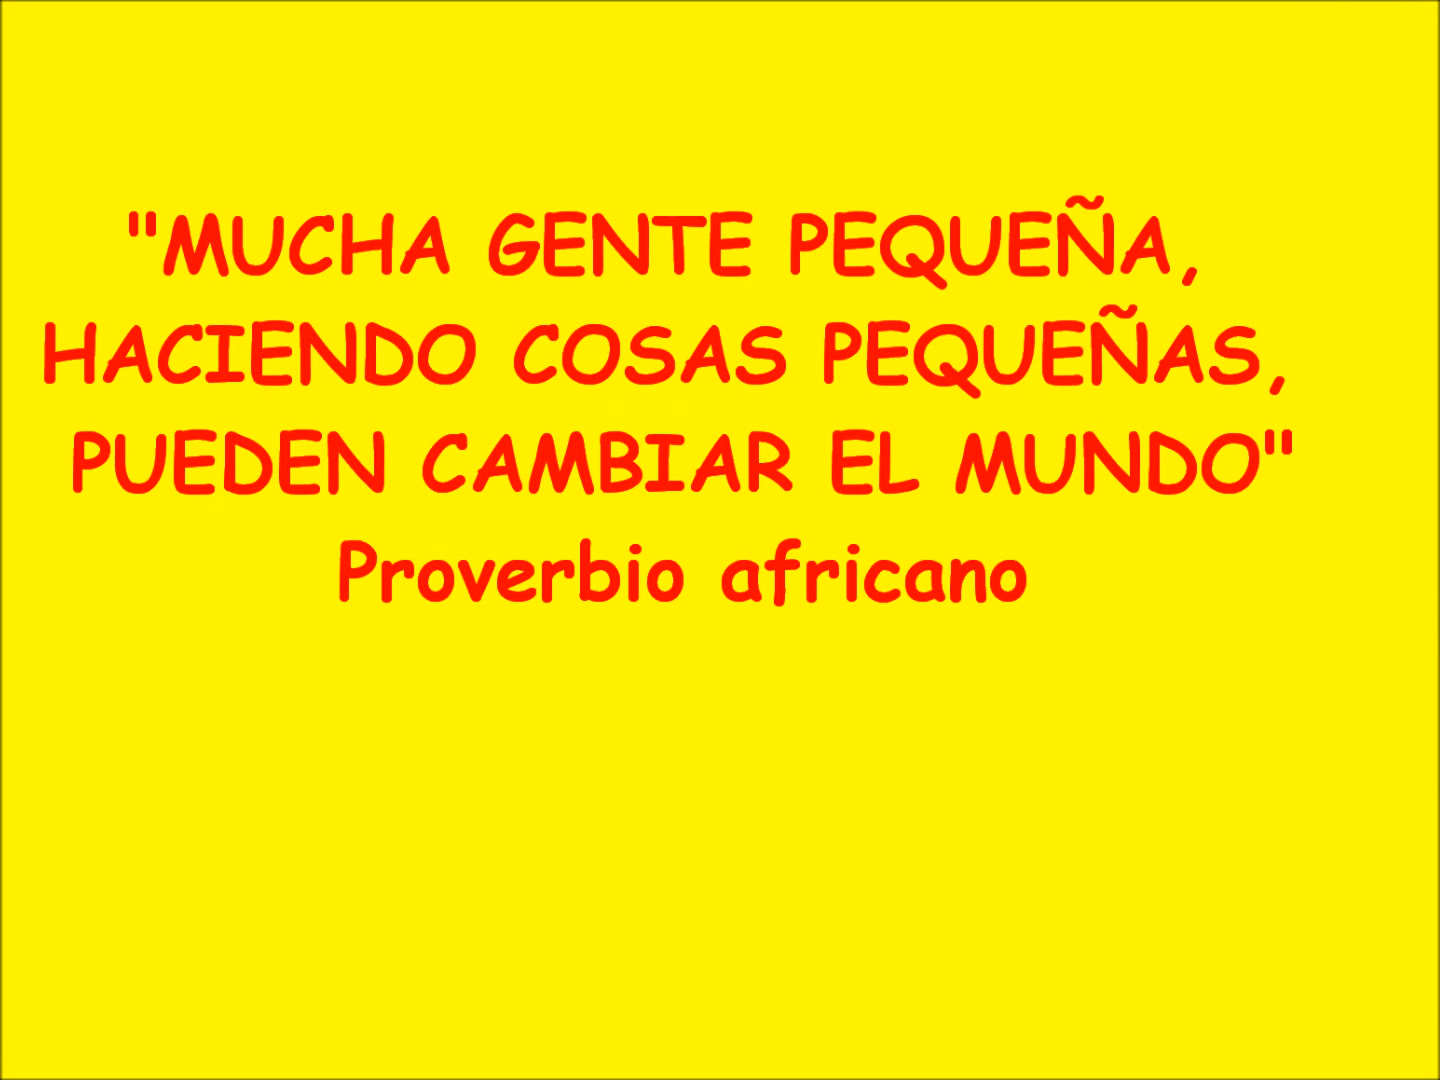 "MUCHA GENTE PEQUEÑA,
HACIENDO COSAS PEQUEÑAS,
PUEDEN CAMBIAR EL MUNDO"
Proverbio africano